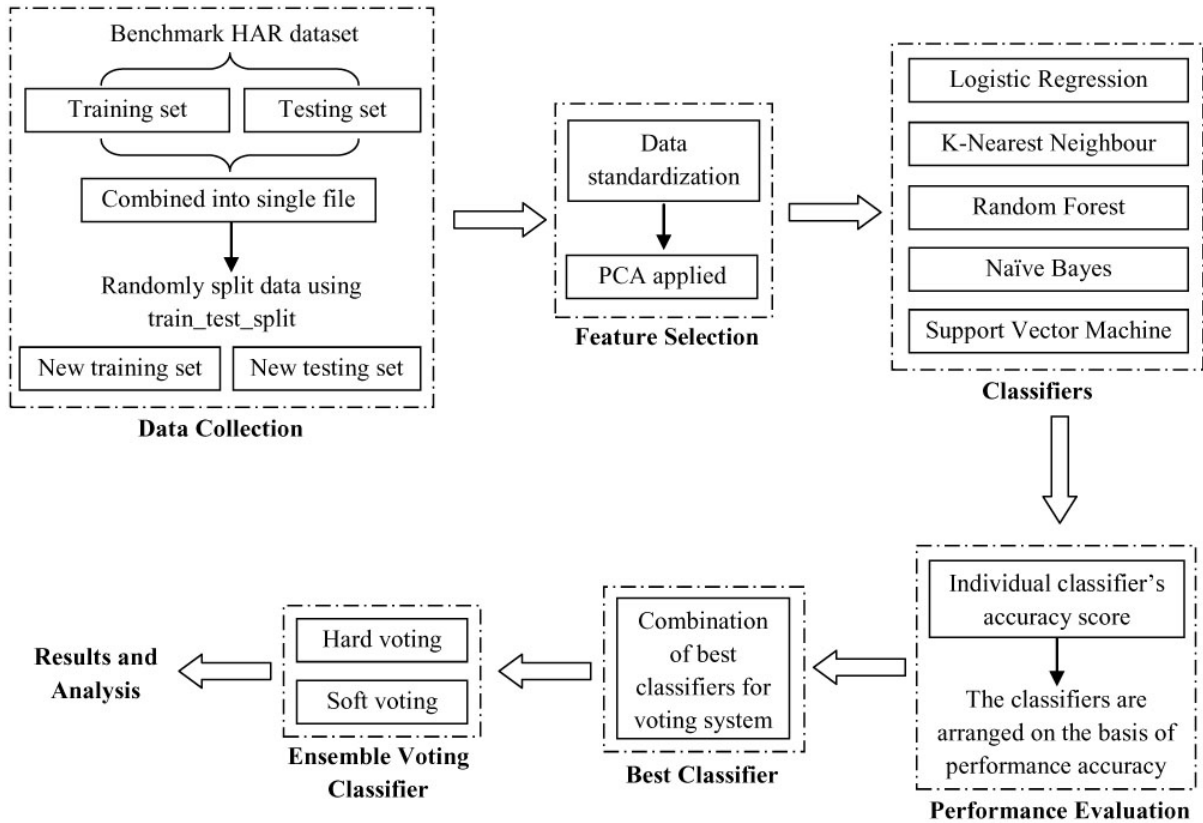 Benchmark HAR dataset
Training set
Testing set
Combined into single file
Randomly split data using
train_test_split
New training set
New testing set
Data Collection
Data
standardization
PCA applied
Feature Selection
Logistic Regression
K-Nearest Neighbour
Random Forest
Naïve Bayes
Support Vector Machine
Classifiers
Individual classifier’s
accuracy score
The classifiers are
arranged on the basis of
performance accuracy
Performance Evaluation
Combination
of best
classifiers for
voting system
Best Classifier
Hard voting
Soft voting
Ensemble Voting
Classifier
Results and
Analysis